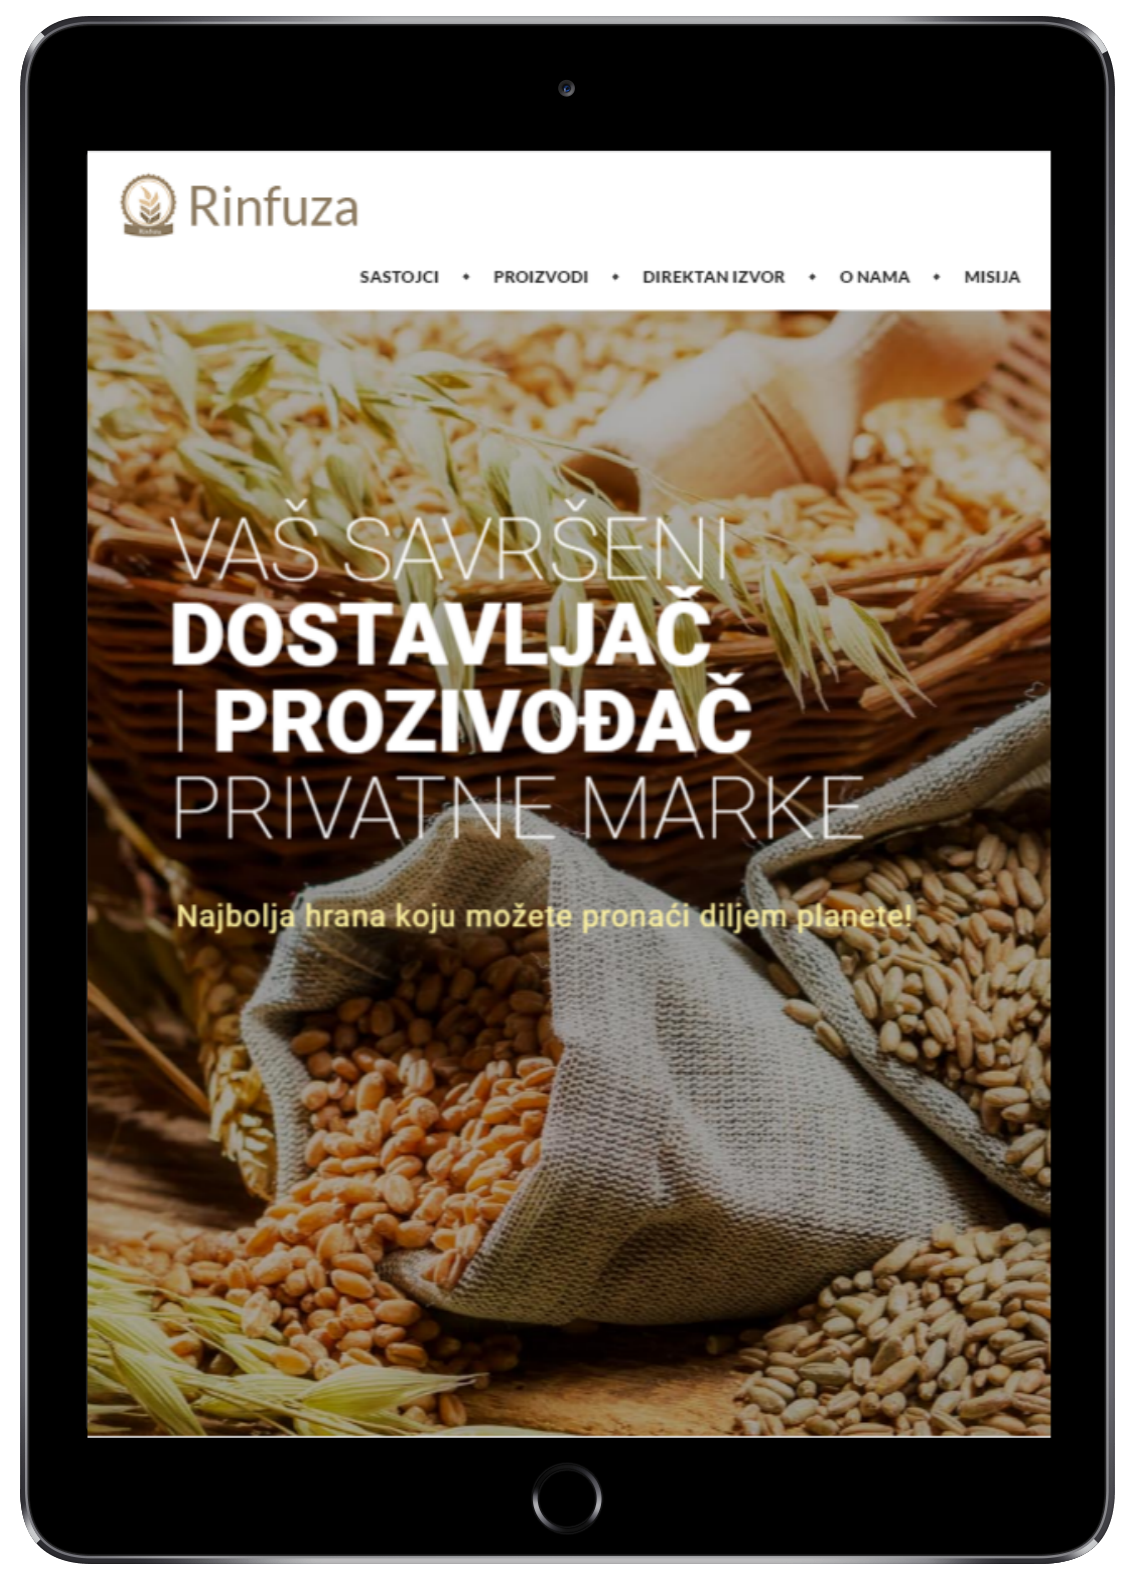 Rinfuza
SASTOJCI • PROIZVODI • DIREKTAN IZVOR • O NAMA • MISIJA
VAŠ SAVRŠENI
DOSTAVLJAČ
I PROZIVOĐAČ
PRIVATNE MARKE
Najbolja hrana koju možete pronaći diljem planete!